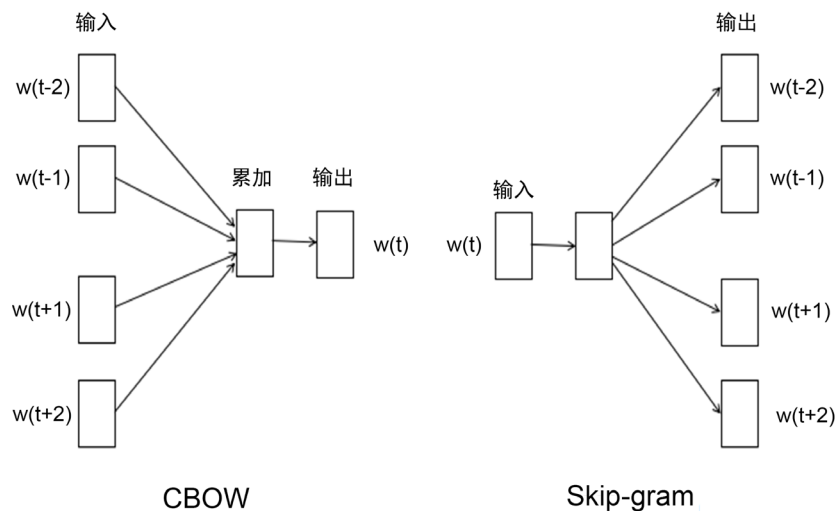 输入
w(t-2)
w(t-1)
w(t+1)
w(t+2)
累加
输出
w(t)
CBOW
输入
w(t)
输出
w(t-2)
w(t-1)
w(t+1)
w(t+2)
Skip-gram